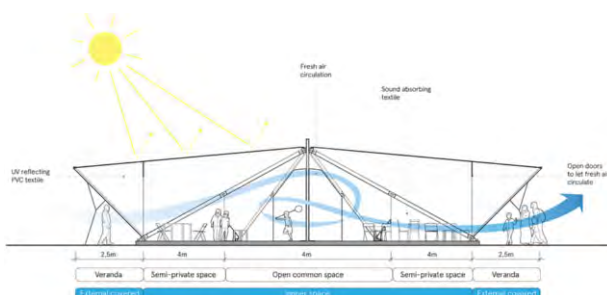 Fresh air
circulation
Sound absorbing
textile
UV reflecting
PVC textile
Open doors
to let fresh air
circulate
2,5m
4m
4m
4m
2,5m
Veranda
Semi-private space
Open common space
Semi-private space
Veranda
External covered
space
External covered